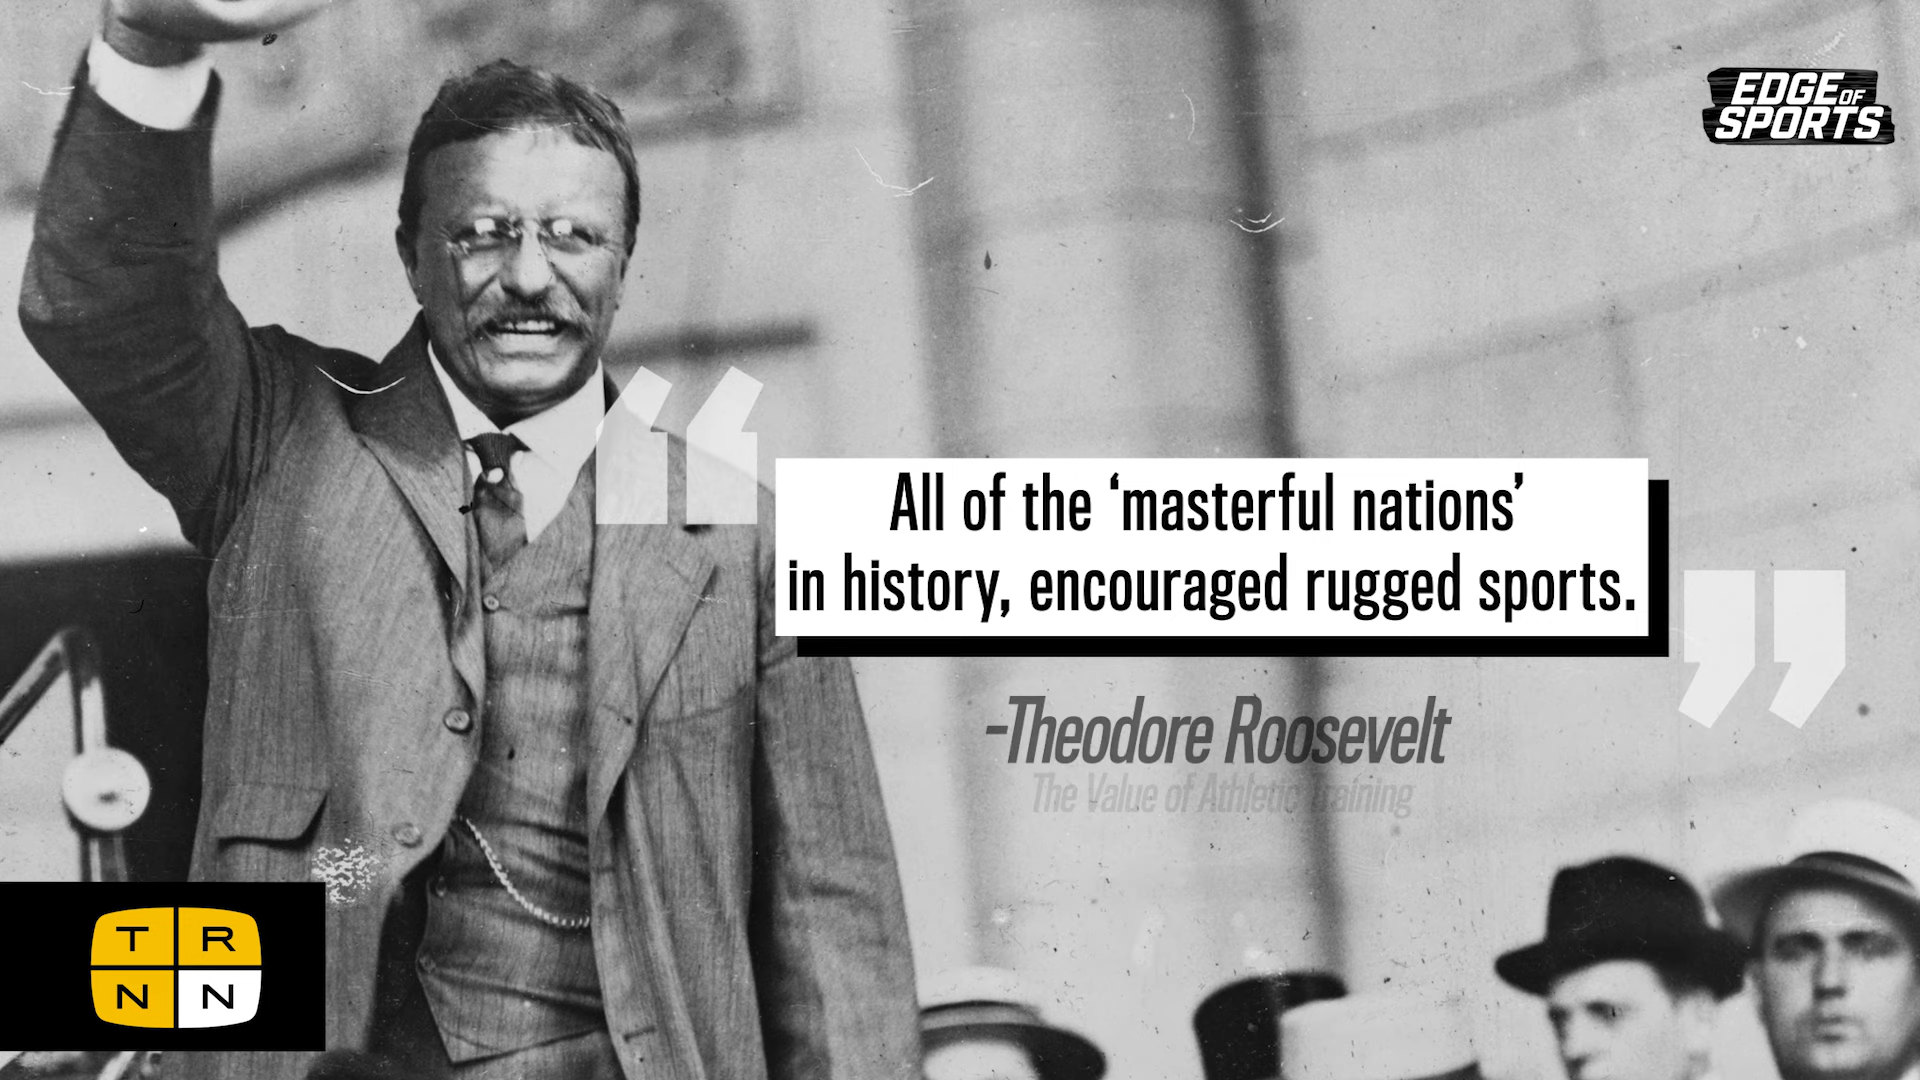 EDGE OF
SPORTS
All of the ‘masterful nations’
in history, encouraged rugged sports.
-Theodore Roosevelt
The Value of Athletic Training
T R
N N